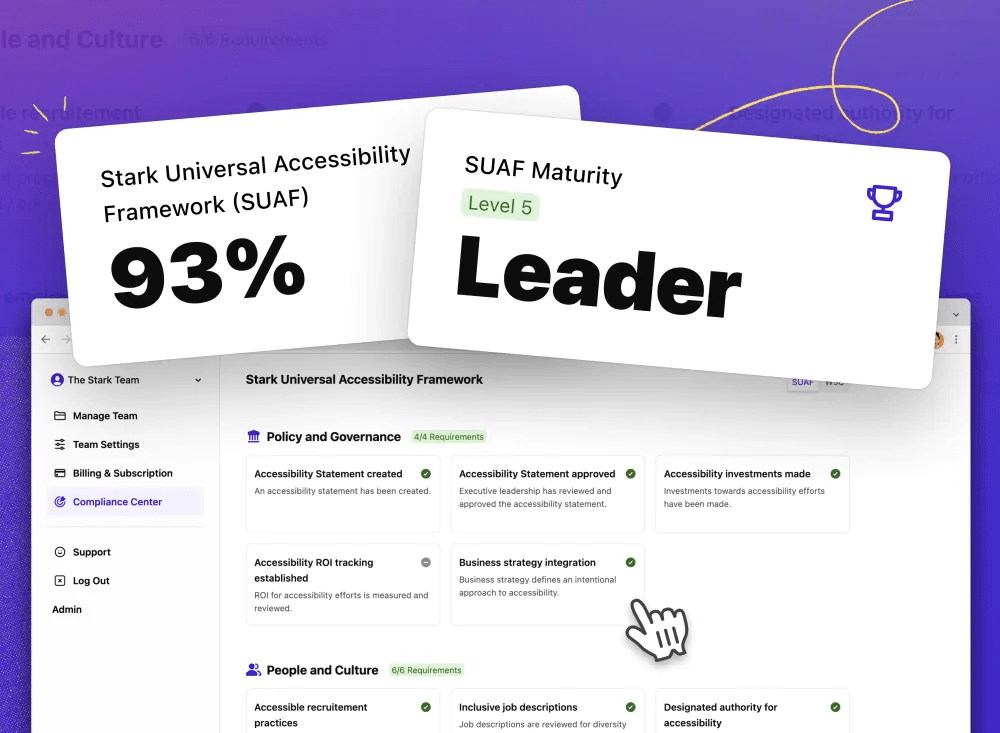 le and Culture 6/6 Requirements
le recruitement
Designated authority for
Stark Universal Accessibility
Framework (SUAF)
93%
SUAF Maturity
Level 5
Leader
The Stark Team
Manage Team
Team Settings
Billing & Subscription
Compliance Center
Support
Log Out
Admin
Stark Universal Accessibility Framework
SUAF W3C
Policy and Governance 4/4 Requirements
Accessibility Statement created
An accessibility statement has been created.
Accessibility Statement approved
Executive leadership has reviewed and
approved the accessibility statement.
Accessibility investments made
Investments towards accessibility efforts
have been made.
Accessibility ROI tracking
established
ROI for accessibility efforts is measured and
reviewed.
Business strategy integration
Business strategy defines an intentional
approach to accessibility.
People and Culture 6/6 Requirements
Accessible recruitement
practices
Inclusive job descriptions
Job descriptions are reviewed for diversity
Designated authority for
accessibility